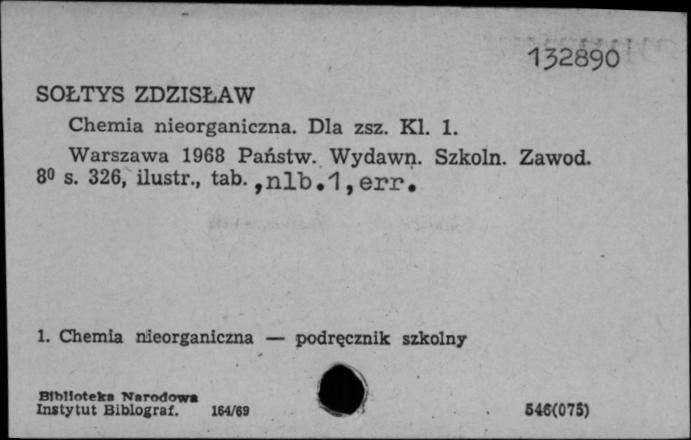 132890
SOŁTYS ZDZISŁAW
Chemia nieorganiczna. Dla zsz. Kl. 1.
Warszawa 1968 Państw. Wydawn. Szkoln. Zawod.
8⁰ s. 326, ilustr., tab. ,nlb.1,err.
1. Chemia nieorganiczna — podręcznik szkolny
Biblioteka Narodowa
Instytut Bibliograf. 164/69 546(075)